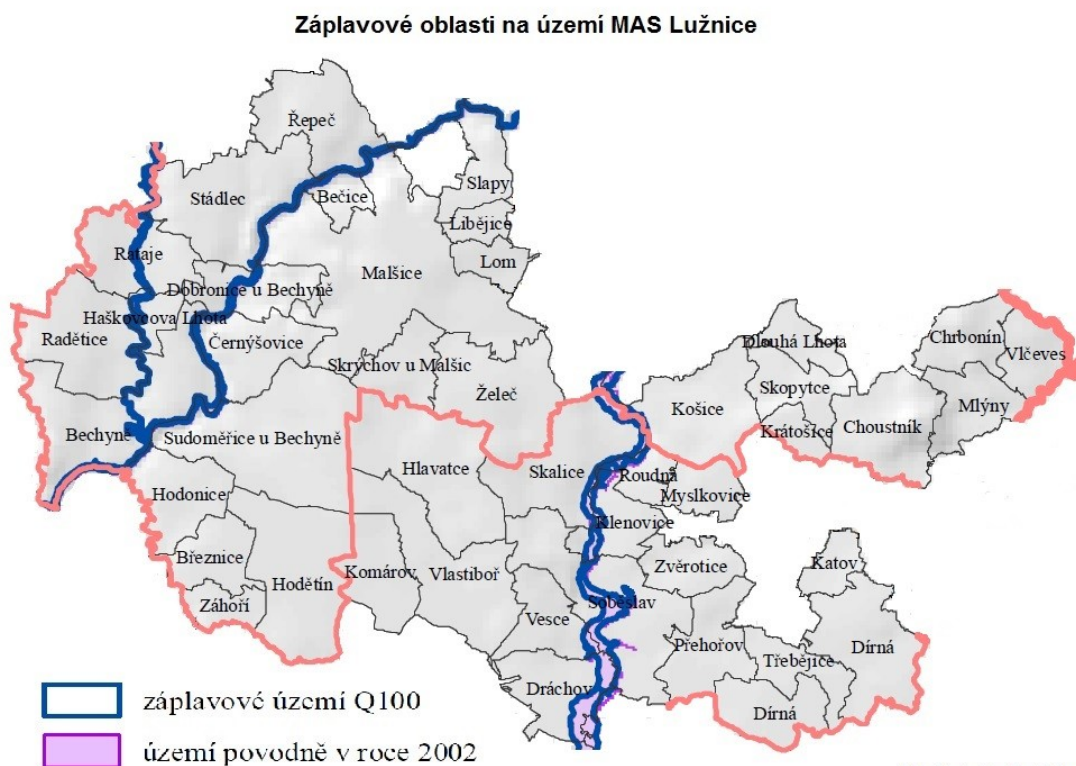 Záplavové oblasti na území MAS Lužnice
Řepeč
Slapy
Stádlec
Bečice
Libějice
Rataje
Lom
Malšice
Dobronice u Bechyně
Haškovcova Lhota
Radětice
Černýšovice
Skrýchov u Malšic
Želeč
Chrbonín
Vlčeves
Dlouhá Lhota
Skopytce
Mlýny
Košice
Krátošice
Choustník
Bechyně
Sudoměřice u Bechyně
Hlavatce
Skalice
Roudná
Myslkovice
Hodonice
Klenovice
Březnice
Komárov
Vlastiboř
Zvěrotice
Katov
Hodětín
Záhoří
Soběslav
Vesce
Přehořov
Třebějice
Dírná
Dráchov
Dírná
záplavové území Q100
území povodně v roce 2002